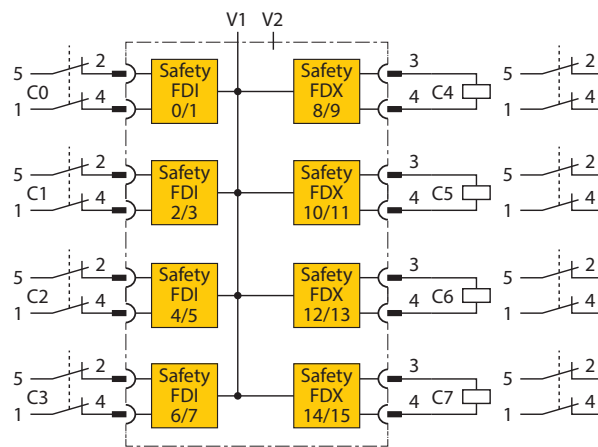 V1 V2
5 2 Safety Safety 3 5 2
C0 FDI FDX C4
1 4 0/1 8/9 4 1 4
5 2 Safety Safety 3 5 2
C1 FDI FDX C5
1 4 2/3 10/11 4 1 4
5 2 Safety Safety 3 5 2
C2 FDI FDX C6
1 4 4/5 12/13 4 1 4
5 2 Safety Safety 3 5 2
C3 FDI FDX C7
1 4 6/7 14/15 4 1 4